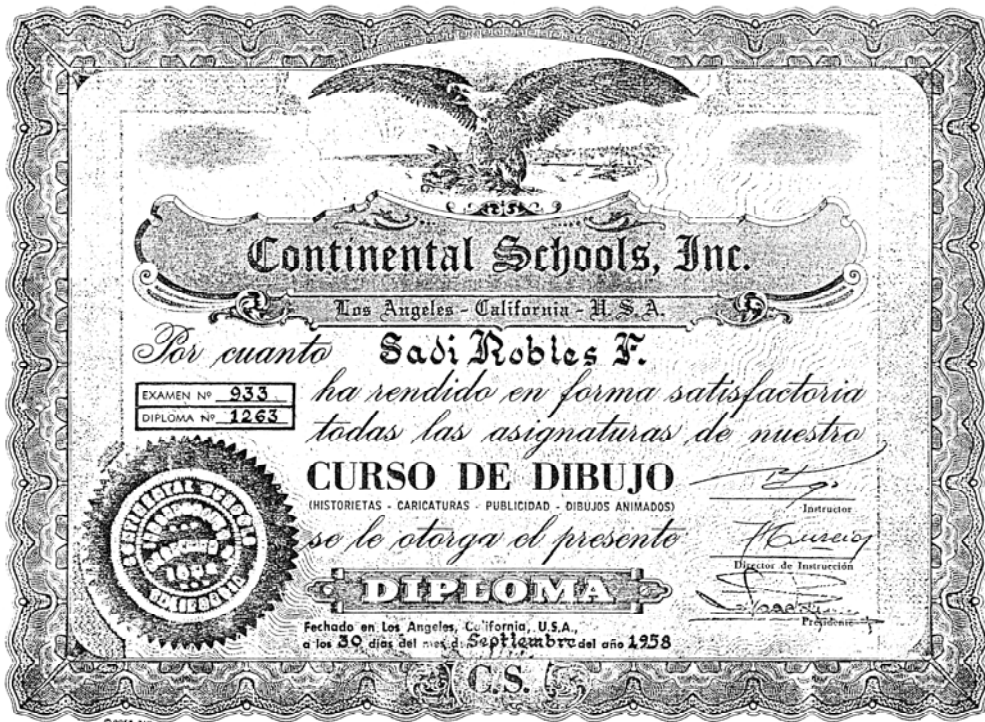 Continental Schools, Inc.
Los Angeles - California - U.S.A.
Por cuanto Sadi Robles F.
EXAMEN Nº 933
DIPLOMA Nº 1263
ha rendido en forma satisfactoria
todas las asignaturas de nuestro
CURSO DE DIBUJO
(HISTORIETAS - CARICATURAS - PUBLICIDAD - DIBUJOS ANIMADOS)
Instructor
se le otorga el presente
Director de Instrucción
DIPLOMA
Presidente
Fechado en Los Angeles, California, U.S.A.,
a los 30 dias del mes de Septiembre del año 1958
C.S.